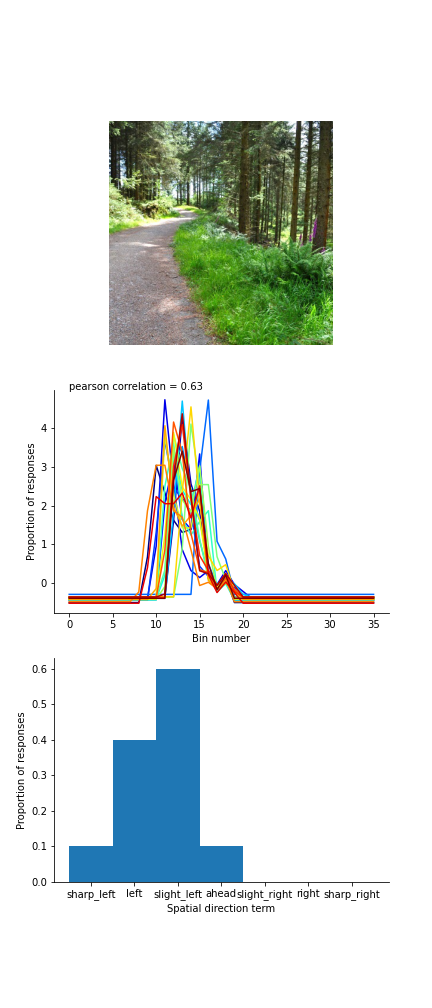 pearson correlation = 0.63
Proportion of responses
4
3
2
1
0
0 5 10 15 20 25 30 35
Bin number
Proportion of responses
0.6
0.5
0.4
0.3
0.2
0.1
0.0
sharp_left left slight_left ahead slight_right right sharp_right
Spatial direction term